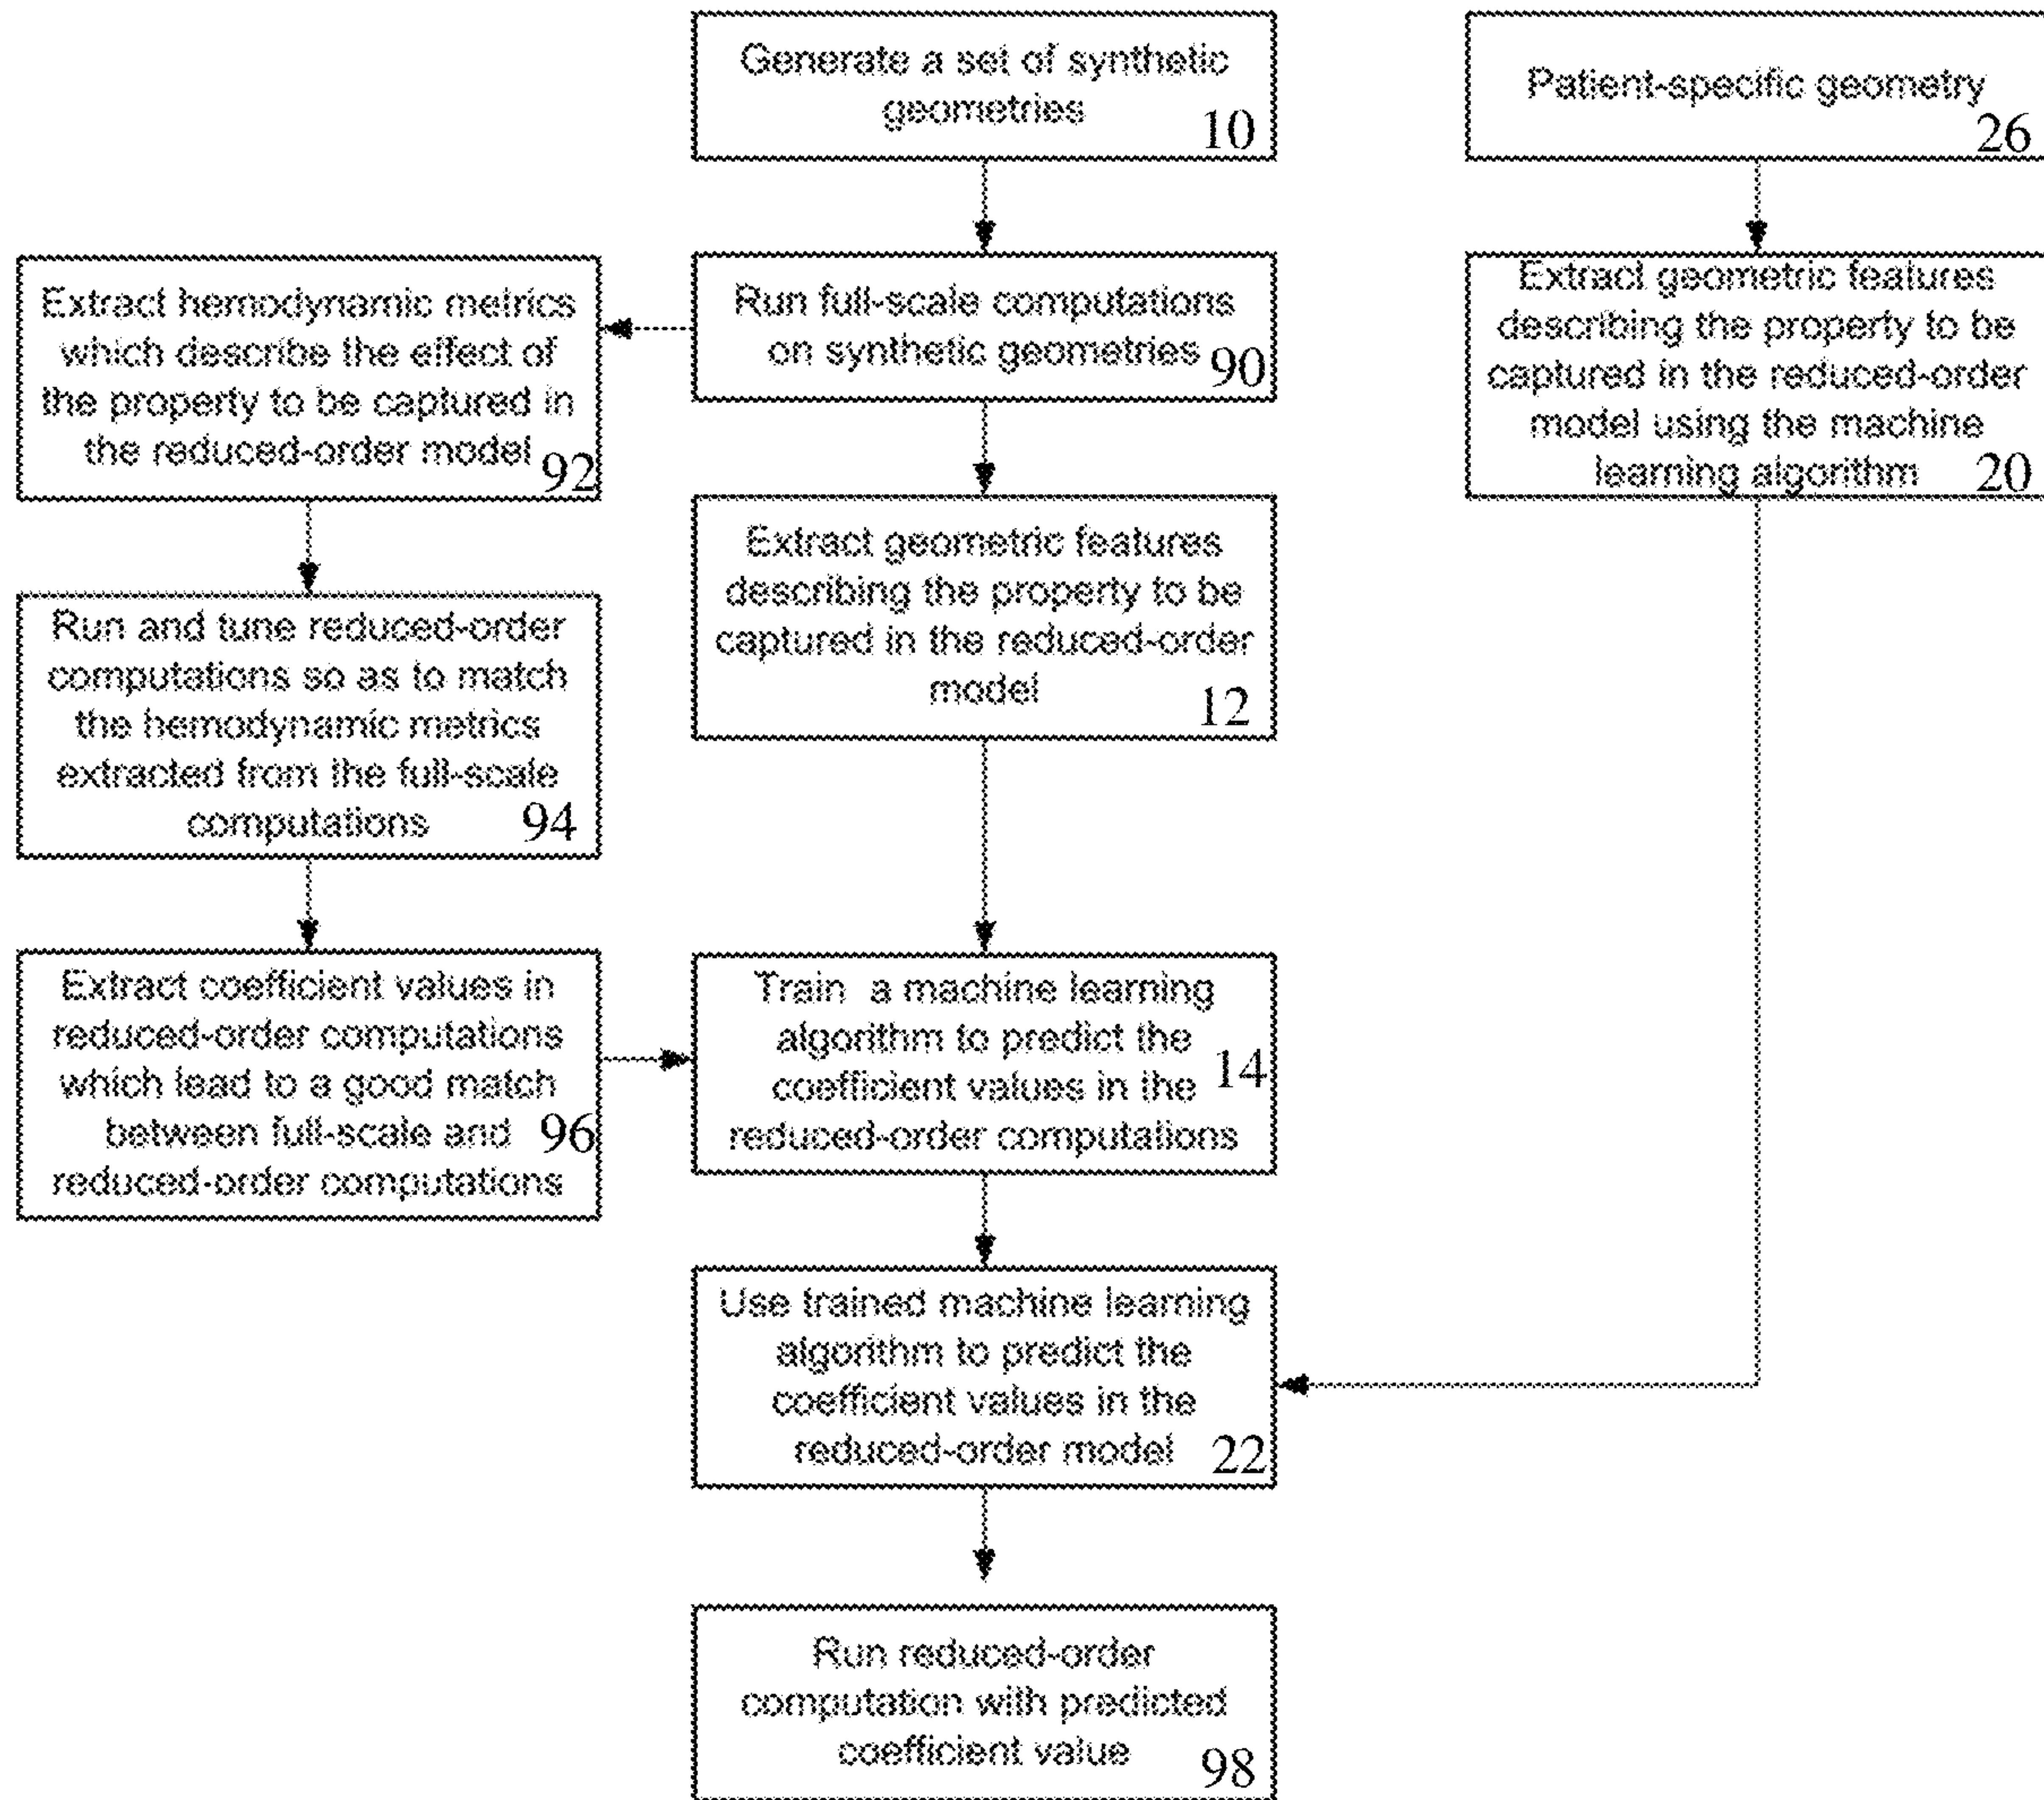 Generate a set of synthetic
geometries
10
Patient-specific geometry
26
Extract hemodynamic metrics
which describe the effect of
the property to be captured in
the reduced-order model
92
Run full-scale computations
on synthetic geometries
90
Extract geometric features
describing the property to be
captured in the reduced-order
model using the machine
learning algorithm
20
Extract geometric features
describing the property to be
captured in the reduced-order
model
12
Run and tune reduced-order
computations so as to match
the hemodynamic metrics
extracted from the full-scale
computations
94
Extract coefficient values in
reduced-order computations
which lead to a good match
between full-scale and
reduced-order computations
96
Train a machine learning
algorithm to predict the
coefficient values in the
reduced-order computations
14
Use trained machine learning
algorithm to predict the
coefficient values in the
reduced-order model
22
Run reduced-order
computation with predicted
coefficient value
98